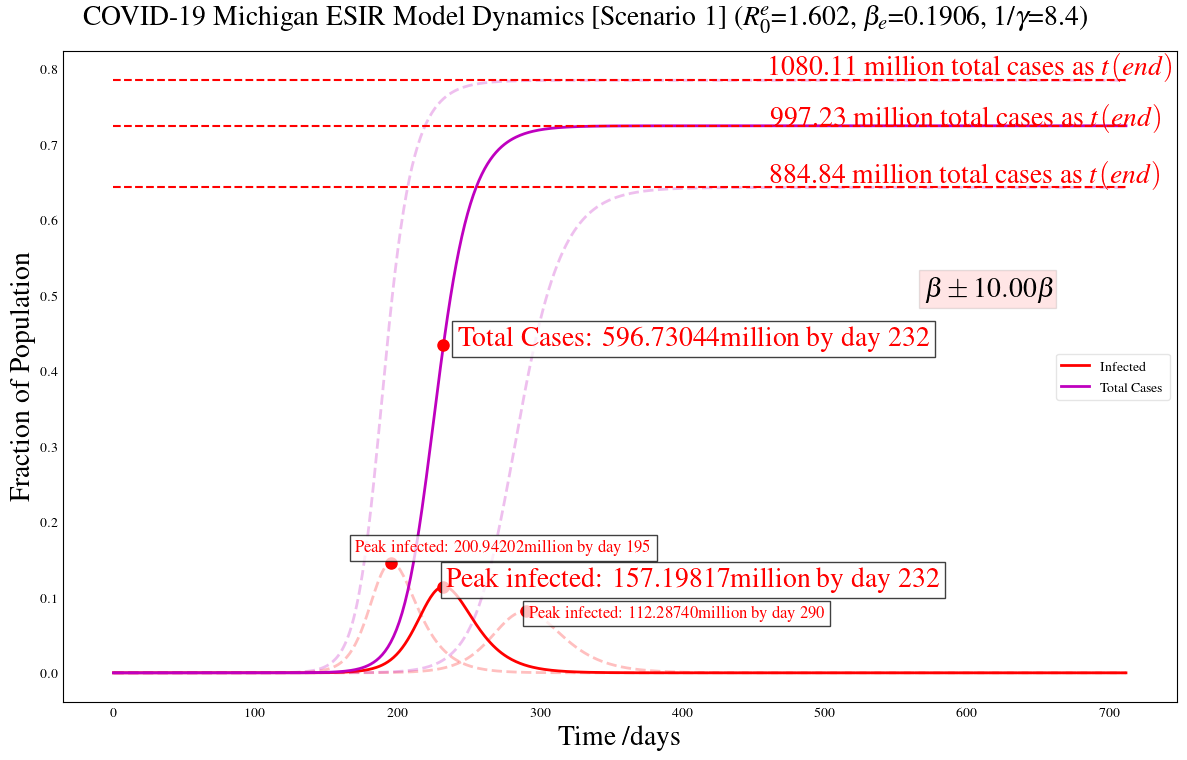 COVID-19 Michigan ESIR Model Dynamics [Scenario 1] ($R_0^e$=1.602, $\beta_e$=0.1906, 1/$\gamma$=8.4)
1080.11 million total cases as t(end)
997.23 million total cases as t(end)
884.84 million total cases as t(end)
β ± 10.00β
Total Cases: 596.73044million by day 232
Infected
Total Cases
Peak infected: 200.94202million by day 195
Peak infected: 157.19817million by day 232
Peak infected: 112.28740million by day 290
Fraction of Population
0.8
0.7
0.6
0.5
0.4
0.3
0.2
0.1
0.0
0 100 200 300 400 500 600 700
Time /days